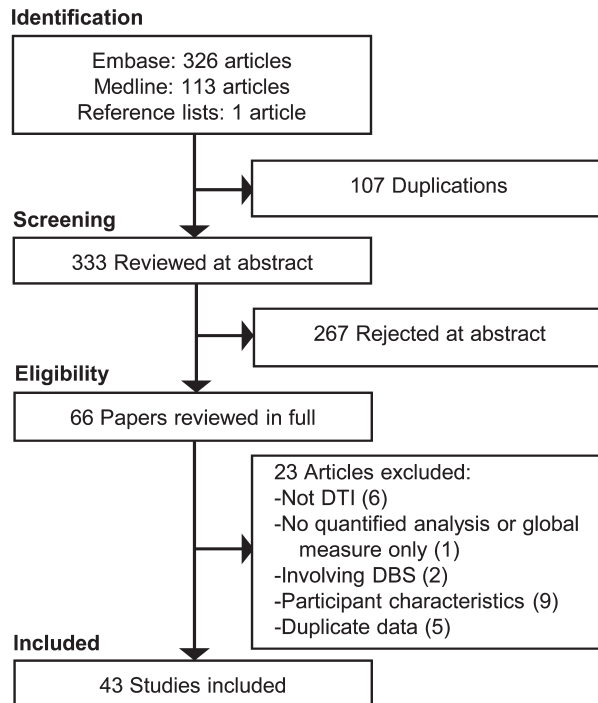 Identification
Embase: 326 articles
Medline: 113 articles
Reference lists: 1 article
107 Duplications
Screening
333 Reviewed at abstract
267 Rejected at abstract
Eligibility
66 Papers reviewed in full
23 Articles excluded:
-Not DTI (6)
-No quantified analysis or global
measure only (1)
-Involving DBS (2)
-Participant characteristics (9)
-Duplicate data (5)
Included
43 Studies included